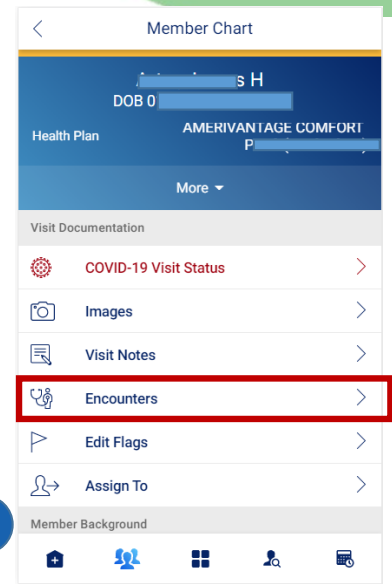 Member Chart
s H
DOB 0
Health Plan
AMERIVANTAGE COMFORT
P
More
Visit Documentation
COVID-19 Visit Status
Images
Visit Notes
Encounters
Edit Flags
Assign To
Member Background